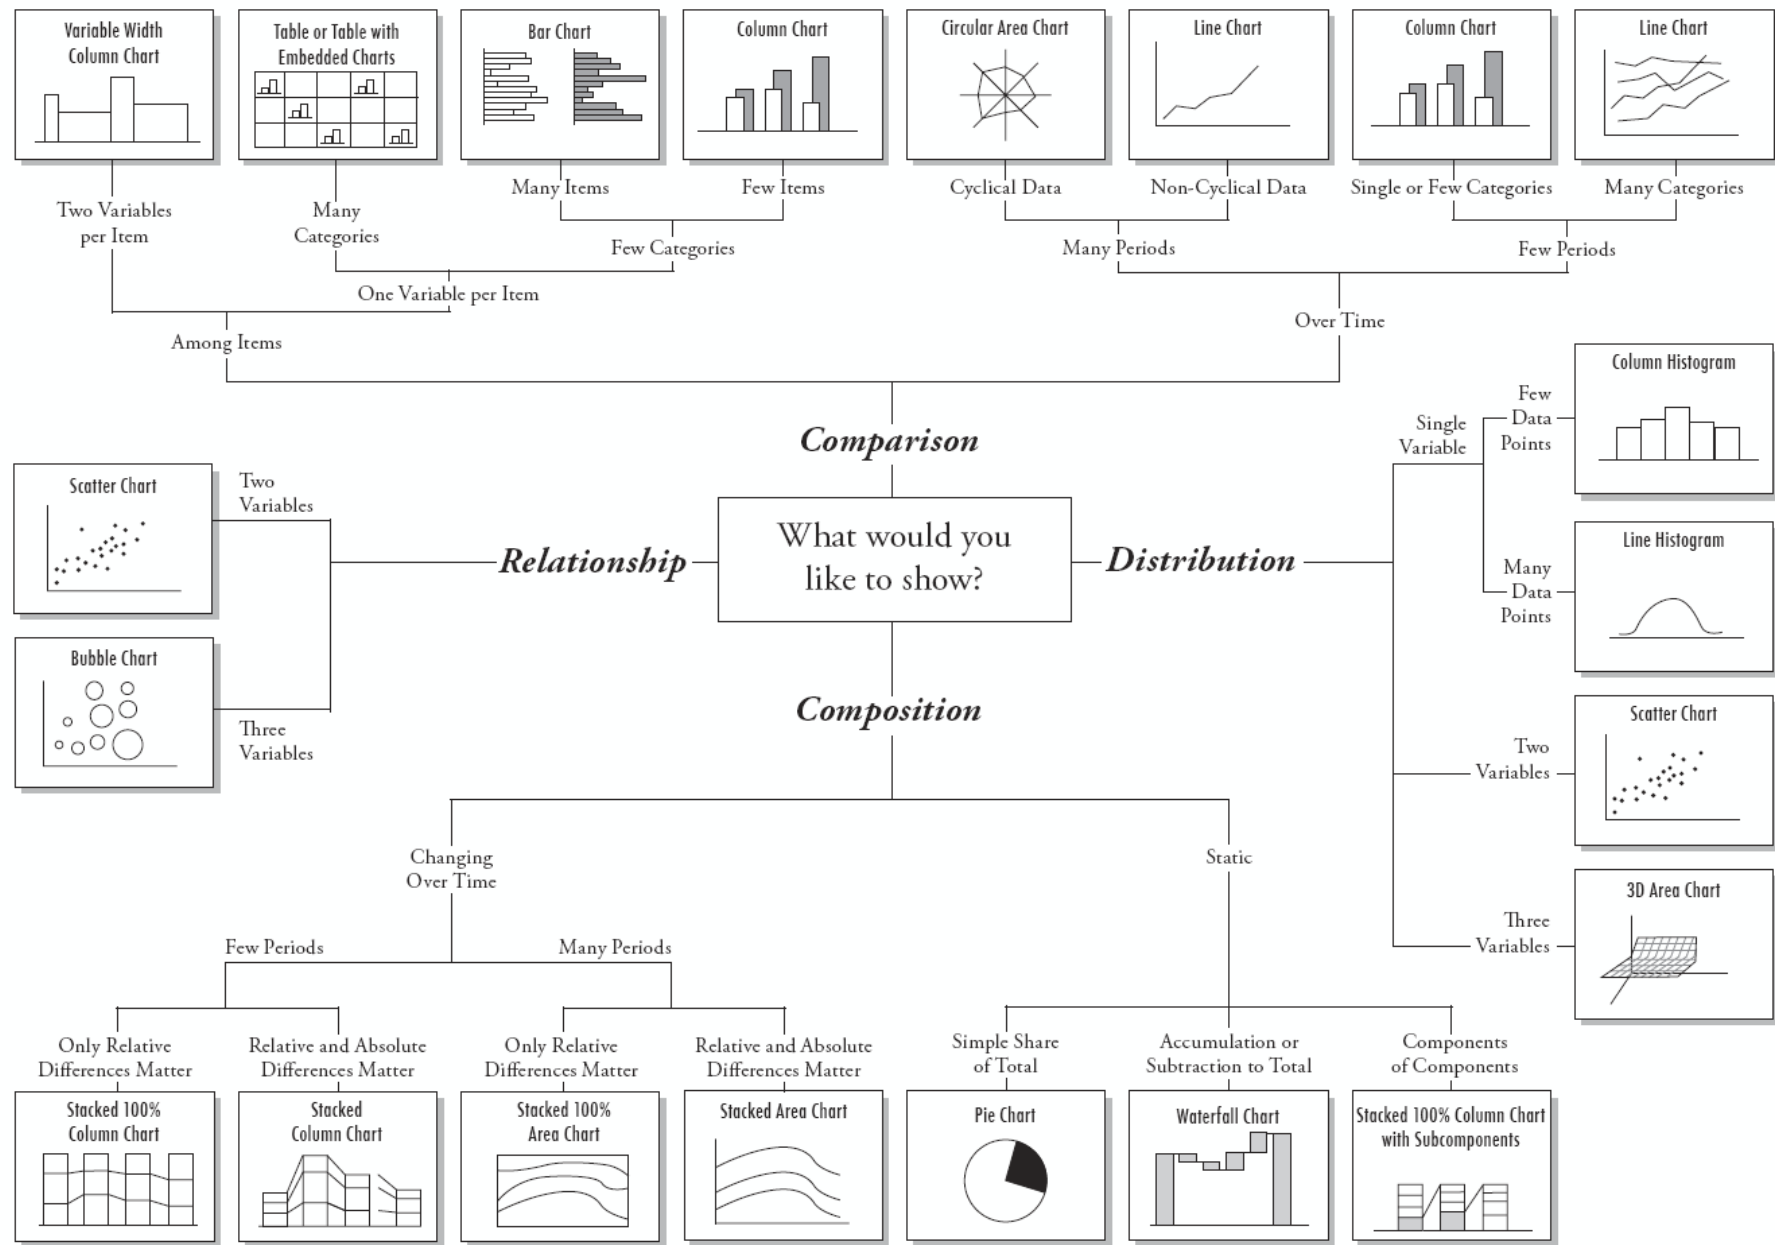 Variable Width
Column Chart
Table or Table with
Embedded Charts
Bar Chart
Column Chart
Circular Area Chart
Line Chart
Column Chart
Line Chart
Two Variables
per Item
Many
Categories
Many Items
Few Items
Cyclical Data
Non-Cyclical Data
Single or Few Categories
Many Categories
Few Categories
Many Periods
Few Periods
One Variable per Item
Among Items
Over Time
Comparison
What would you
like to show?
Relationship
Two
Variables
Scatter Chart
Bubble Chart
Three
Variables
Distribution
Single
Variable
Few
Data
Points
Column Histogram
Many
Data
Points
Line Histogram
Two
Variables
Scatter Chart
Three
Variables
3D Area Chart
Composition
Changing
Over Time
Static
Few Periods
Many Periods
Only Relative
Differences Matter
Relative and Absolute
Differences Matter
Only Relative
Differences Matter
Relative and Absolute
Differences Matter
Simple Share
of Total
Accumulation or
Subtraction to Total
Components
of Components
Stacked 100%
Column Chart
Stacked
Column Chart
Stacked 100%
Area Chart
Stacked Area Chart
Pie Chart
Waterfall Chart
Stacked 100% Column Chart
with Subcomponents